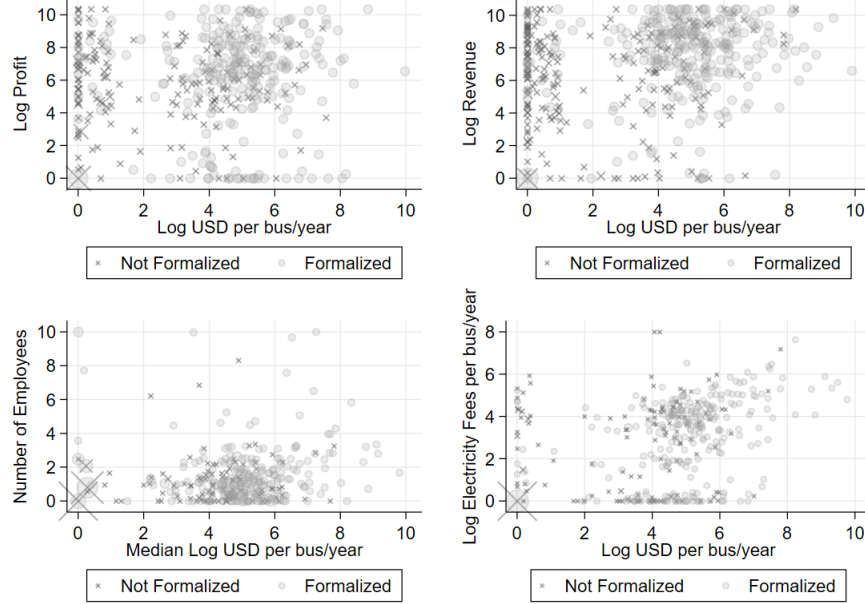 Log Profit
10
8
6
4
2
0
0 2 4 6 8 10
Log USD per bus/year
× Not Formalized Formalized
Log Revenue
10
8
6
4
2
0
0 2 4 6 8 10
Log USD per bus/year
× Not Formalized Formalized
Number of Employees
10
8
6
4
2
0
0 2 4 6 8 10
Median Log USD per bus/year
× Not Formalized Formalized
Log Electricity Fees per bus/year
8
6
4
2
0
0 2 4 6 8 10
Log USD per bus/year
× Not Formalized Formalized